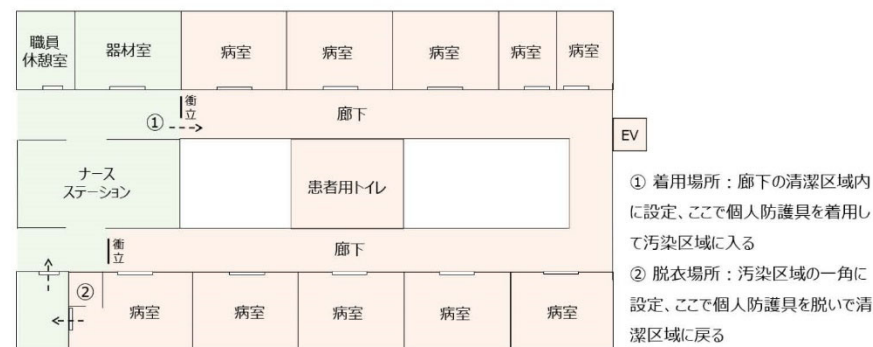 職員
休憩室
器材室
病室
病室
病室
病室
病室
衝
立
①
廊下
EV
ナース
ステーション
患者用トイレ
衝
立
廊下
②
病室
病室
病室
病室
病室
① 着用場所：廊下の清潔区域内
に設定、ここで個人防護具を着用し
て汚染区域に入る
② 脱衣場所：汚染区域の一角に
設定、ここで個人防護具を脱いで清
潔区域に戻る